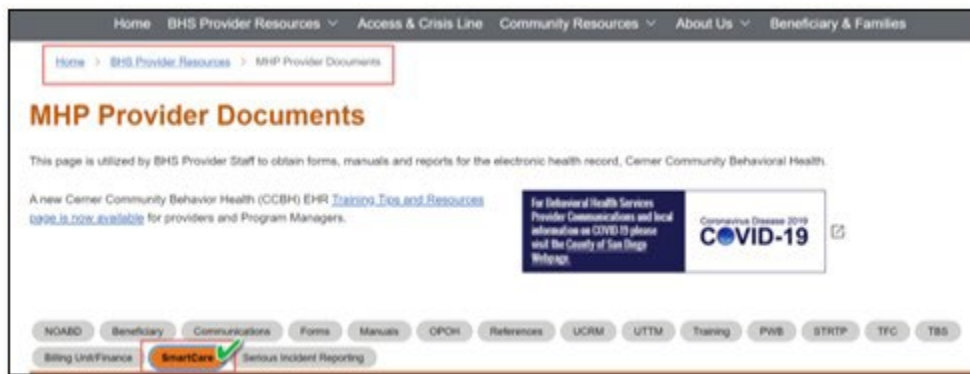 Home BHS Provider Resources Access & Crisis Line Community Resources About Us Beneficiary & Families
Home > BHS Provider Resources > MHP Provider Documents
MHP Provider Documents
This page is utilized by BHS Provider Staff to obtain forms, manuals and reports for the electronic health record, Cerner Community Behavioral Health.
A new Cerner Community Behavior Health (CCBH) EHR Training Tips and Resources
page is now available for providers and Program Managers.
For Behavioral Health Services
Provider Communications and local
information on COVID-19 please
visit the County of San Diego
Webpage.
Coronavirus Disease 2019
COVID-19
NOABD Beneficiary Communications Forms Manuals OPOH References UCRM UTTM Training PWB STRTP TFC TBS
Billing Unit/Finance SmartCare Serious Incident Reporting